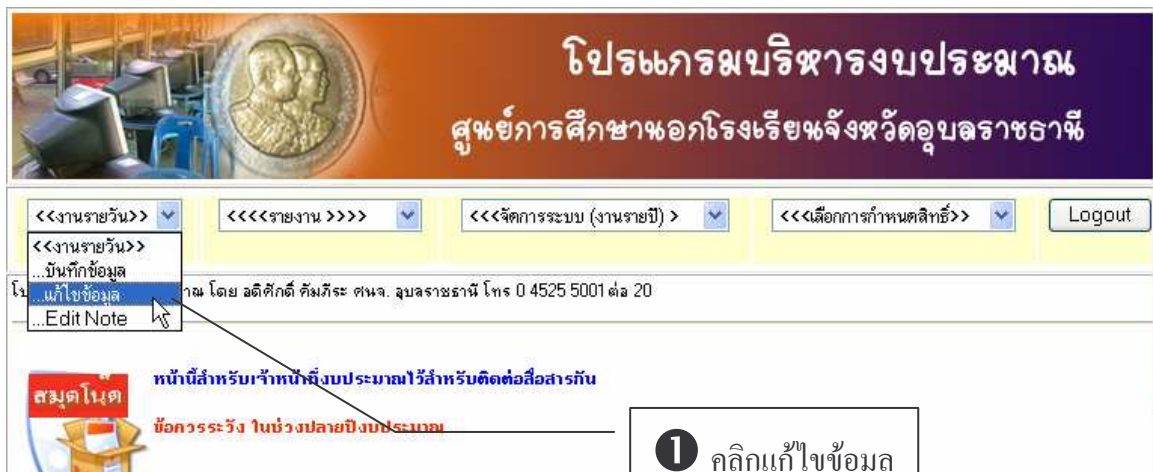 โปรแกรมบริหารงบประมาณ
ศูนย์การศึกษานอกโรงเรียนจังหวัดอุบลราชธานี
<<งานรายวัน>>
<<<<รายงาน >>>>
<<<จัดการระบบ (งานรายปี) >
<<<เลือกการกำหนดสิทธิ์>>
Logout
<<งานรายวัน>>
...บันทึกข้อมูล
...แก้ไขข้อมูล
...Edit Note
โดย อดิศักดิ์ คัมภีระ ศนจ. อุบลราชธานี โทร 0 4525 5001 ต่อ 20
หน้านี้สำหรับเจ้าหน้าที่งบประมาณไว้สำหรับติดต่อสื่อสารกัน
สมุดโน๊ต
ข้อควรระวัง ในช่วงปลายปีงบประมาณ
❶ คลิกแก้ไขข้อมูล